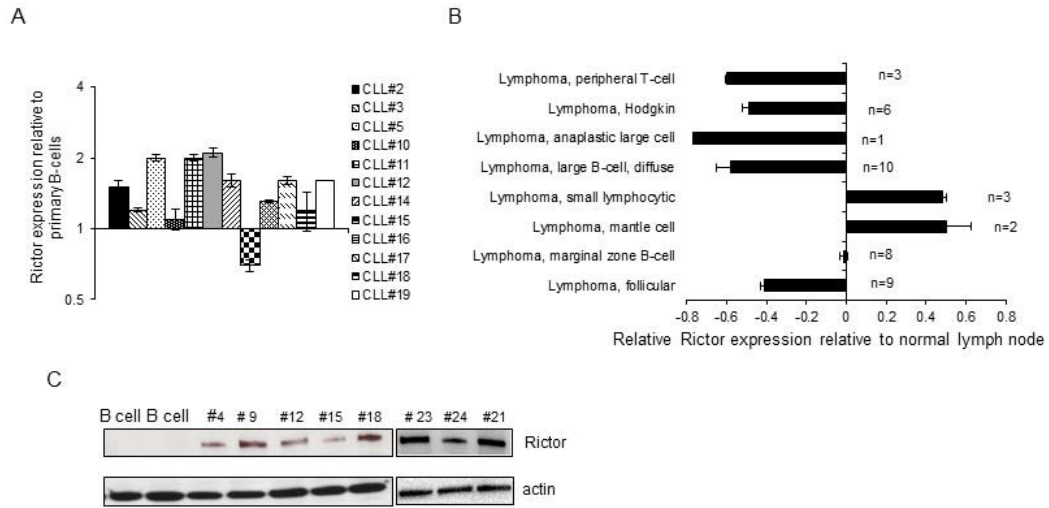 A
Rictor expression relative to
primary B-cells
4
2
1
0.5
CLL#2
CLL#3
CLL#5
CLL#10
CLL#11
CLL#12
CLL#14
CLL#15
CLL#16
CLL#17
CLL#18
CLL#19
B
Lymphoma, peripheral T-cell n=3
Lymphoma, Hodgkin n=6
Lymphoma, anaplastic large cell n=1
Lymphoma, large B-cell, diffuse n=10
Lymphoma, small lymphocytic n=3
Lymphoma, mantle cell n=2
Lymphoma, marginal zone B-cell n=8
Lymphoma, follicular n=9
-0.8 -0.6 -0.4 -0.2 0 0.2 0.4 0.6 0.8
Relative Rictor expression relative to normal lymph node
C
B cell B cell #4 # 9 #12 #15 #18 # 23 #24 #21
Rictor
actin